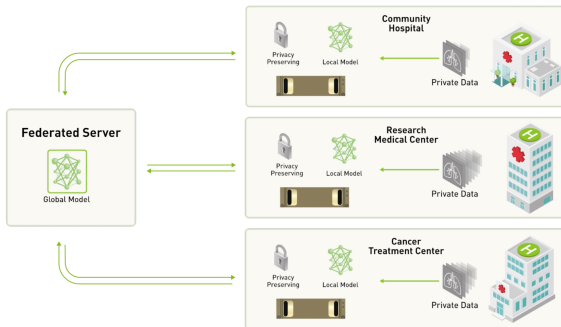 Community
Hospital
Privacy
Preserving
Local Model
Private Data
H
Federated Server
Global Model
Research
Medical Center
Privacy
Preserving
Local Model
Private Data
H
Cancer
Treatment Center
Privacy
Preserving
Local Model
Private Data
H